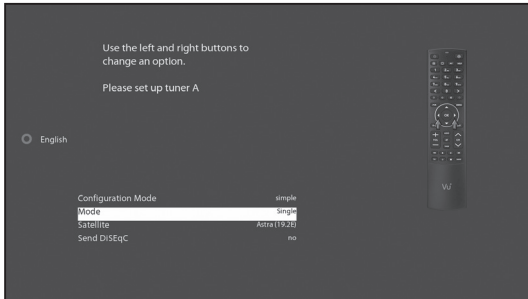 Use the left and right buttons to
change an option.
Please set up tuner A
English
Configuration Mode simple
Mode Single
Satellite Astra (19.2E)
Send DiSEqC no